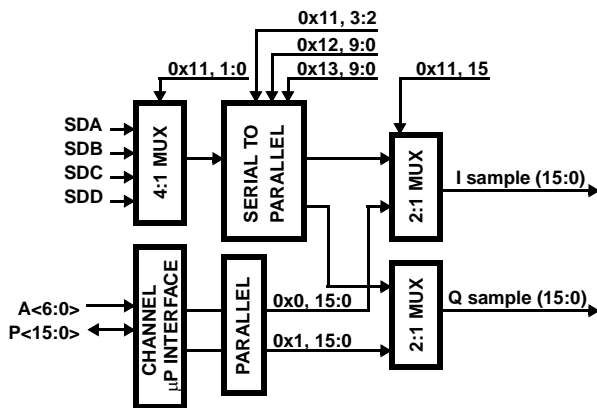 0x11, 3:2
0x12, 9:0
0x11, 1:0
0x13, 9:0
0x11, 15
SDA
SDB
SDC
SDD
4:1 MUX
SERIAL TO
PARALLEL
2:1 MUX
I sample (15:0)
A<6:0>
P<15:0>
CHANNEL
µP INTERFACE
PARALLEL
0x0, 15:0
0x1, 15:0
2:1 MUX
Q sample (15:0)